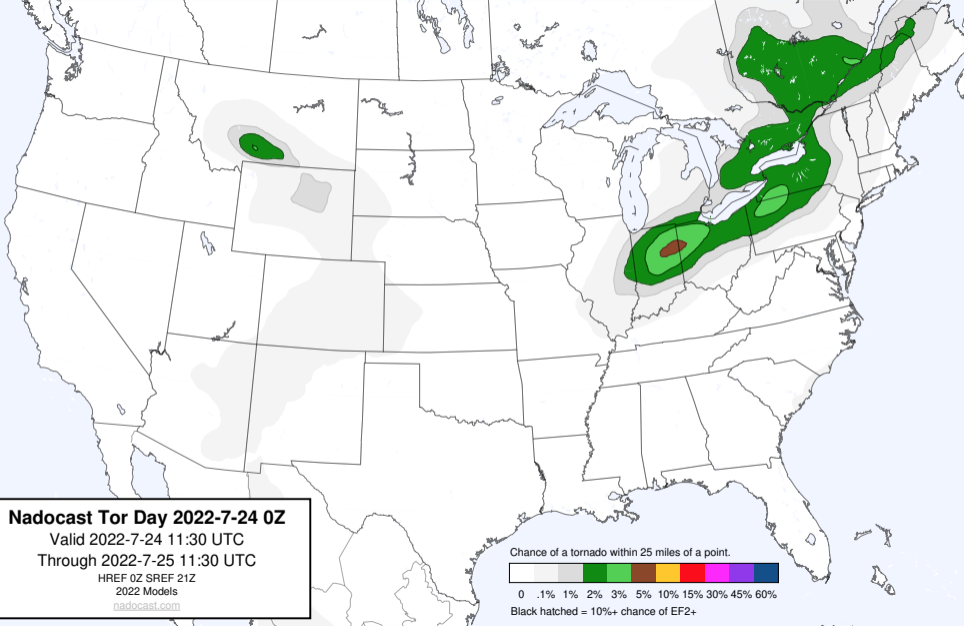 Nadocast Tor Day 2022-7-24 0Z
Valid 2022-7-24 11:30 UTC
Through 2022-7-25 11:30 UTC
HREF 0Z SREF 21Z
2022 Models
nadocast.com
Chance of a tornado within 25 miles of a point.
0 .1% 1% 2% 3% 5% 10% 15% 30% 45% 60%
Black hatched = 10%+ chance of EF2+